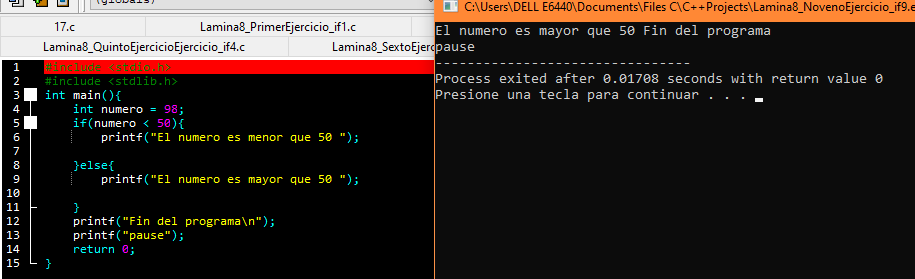 (globals)
17.c
Lamina8_PrimerEjercicio_if1.c
Lamina8_QuintoEjercicioEjercicio_if4.c
Lamina8_SextoEjerc
1 #include <stdio.h>
2 #include <stdlib.h>
3 int main(){
4 int numero = 98;
5 if(numero < 50){
6 printf("El numero es menor que 50 ");
7
8 }else{
9 printf("El numero es mayor que 50 ");
10
11 }
12 printf("Fin del programa\n");
13 printf("pause");
14 return 0;
15 }
C:\Users\DELL E6440\Documents\Files C\C++Projects\Lamina8_NovenoEjercicio_if9.e
El numero es mayor que 50 Fin del programa
pause
--------------------------------
Process exited after 0.01708 seconds with return value 0
Presione una tecla para continuar . . .